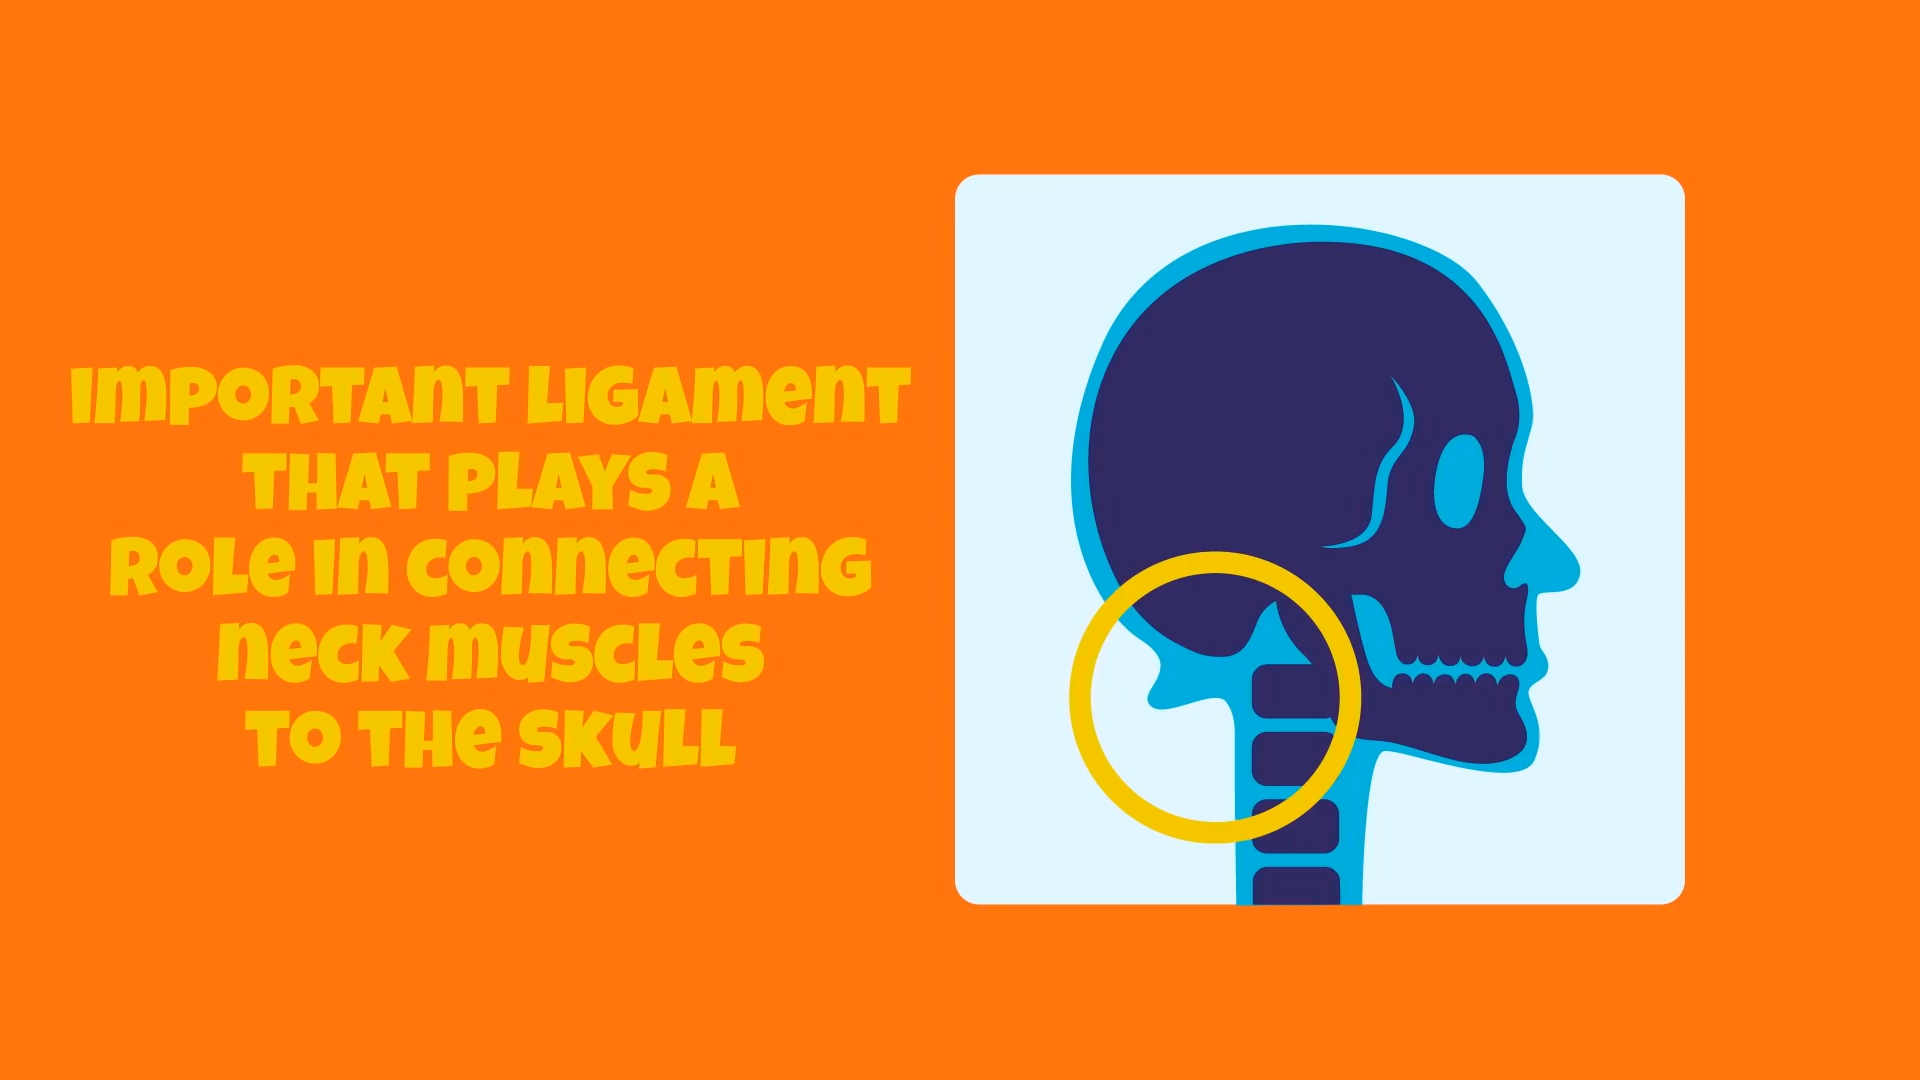 Important Ligament
that plays a
role in connecting
neck muscles
to the skull